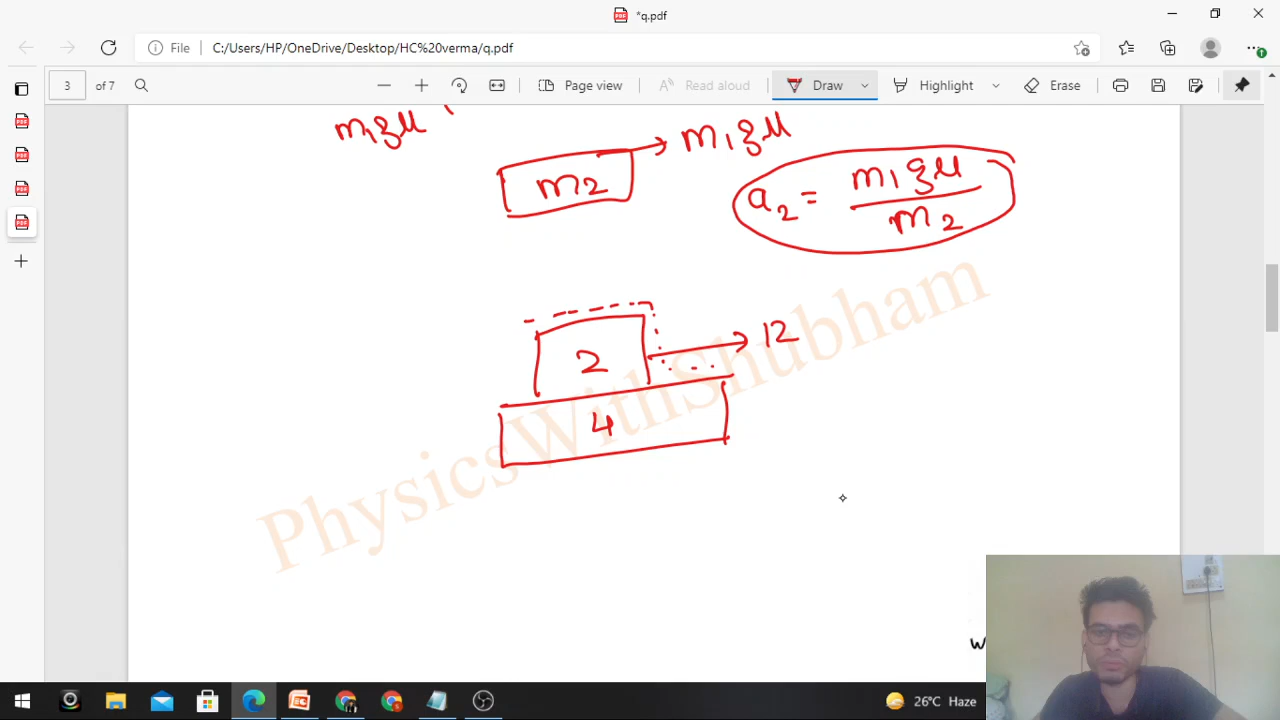 *q.pdf
File C:/Users/HP/OneDrive/Desktop/HC%20verma/q.pdf
3 of 7 Page view Read aloud Draw Highlight Erase
m₁gμ
m₂ → m₁gμ
a₂ = m₁gμ / m₂
2 → 12
4
PhysicsWithShubham
26°C Haze